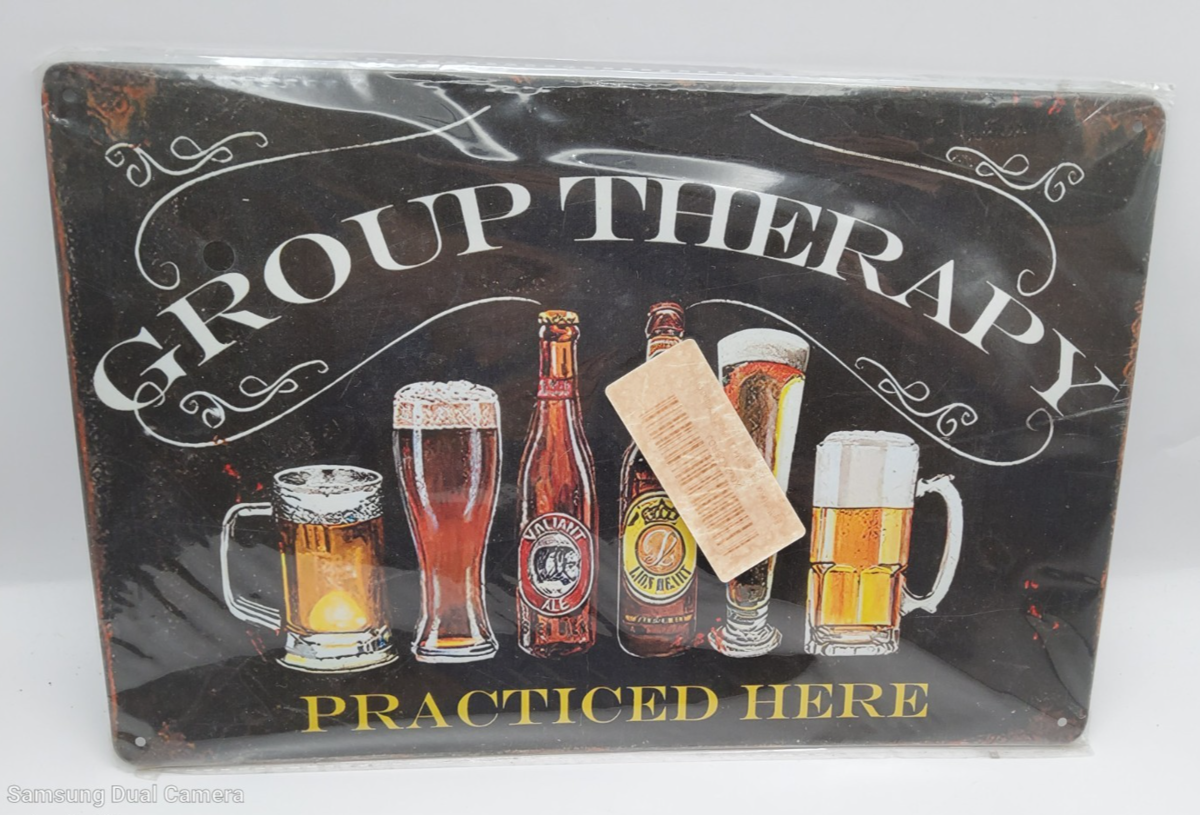 GROUP THERAPY
VALIANT
ALE
PRACTICED HERE
Samsung Dual Camera